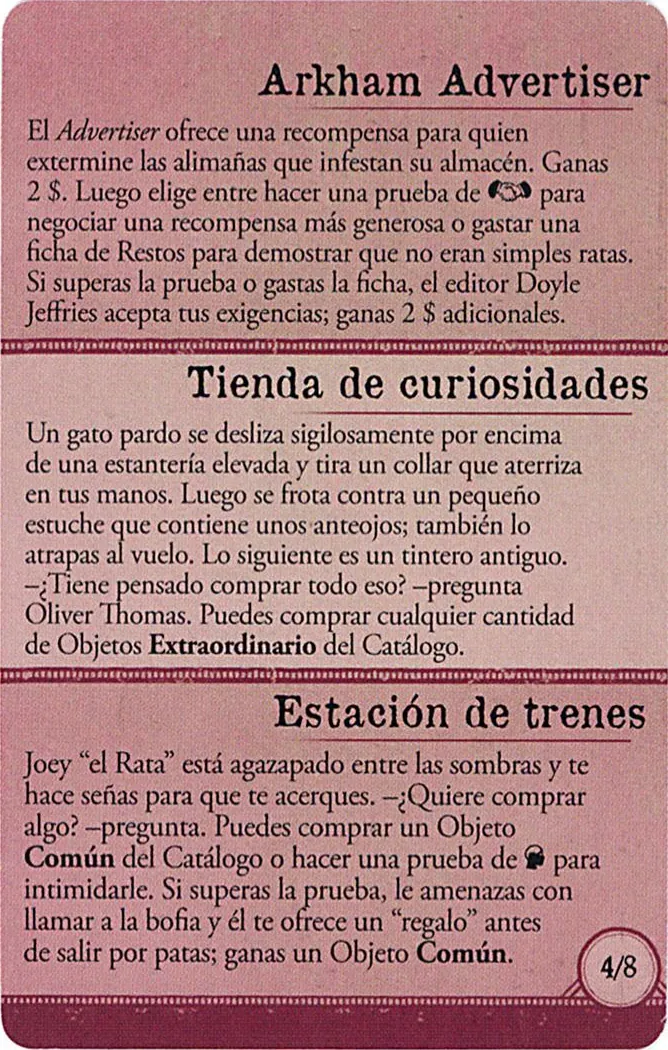 Arkham Advertiser
El Advertiser ofrece una recompensa para quien
extermine las alimañas que infestan su almacén. Ganas
2 $. Luego elige entre hacer una prueba de para
negociar una recompensa más generosa o gastar una
ficha de Restos para demostrar que no eran simples ratas.
Si superas la prueba o gastas la ficha, el editor Doyle
Jeffries acepta tus exigencias; ganas 2 $ adicionales.
Tienda de curiosidades
Un gato pardo se desliza sigilosamente por encima
de una estantería elevada y tira un collar que aterriza
en tus manos. Luego se frota contra un pequeño
estuche que contiene unos anteojos; también lo
atrapas al vuelo. Lo siguiente es un tintero antiguo.
–¿Tiene pensado comprar todo eso? –pregunta
Oliver Thomas. Puedes comprar cualquier cantidad
de Objetos Extraordinario del Catálogo.
Estación de trenes
Joey “el Rata” está agazapado entre las sombras y te
hace señas para que te acerques. –¿Quiere comprar
algo? –pregunta. Puedes comprar un Objeto
Común del Catálogo o hacer una prueba de para
intimidarle. Si superas la prueba, le amenazas con
llamar a la bofia y él te ofrece un “regalo” antes
de salir por patas; ganas un Objeto Común.
4/8